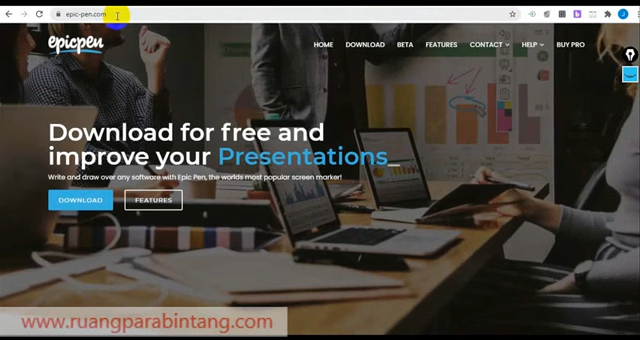 epic-pen.com
epicpen
HOME DOWNLOAD BETA FEATURES CONTACT HELP BUY PRO
Download for free and
improve your Presentations_
Write and draw over any software with Epic Pen, the worlds most popular screen marker!
DOWNLOAD FEATURES
www.ruangparabintang.com